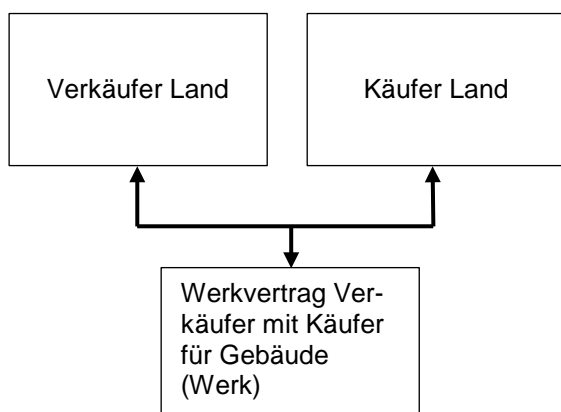 Verkäufer Land
Käufer Land
Werkvertrag Ver-
käufer mit Käufer
für Gebäude
(Werk)